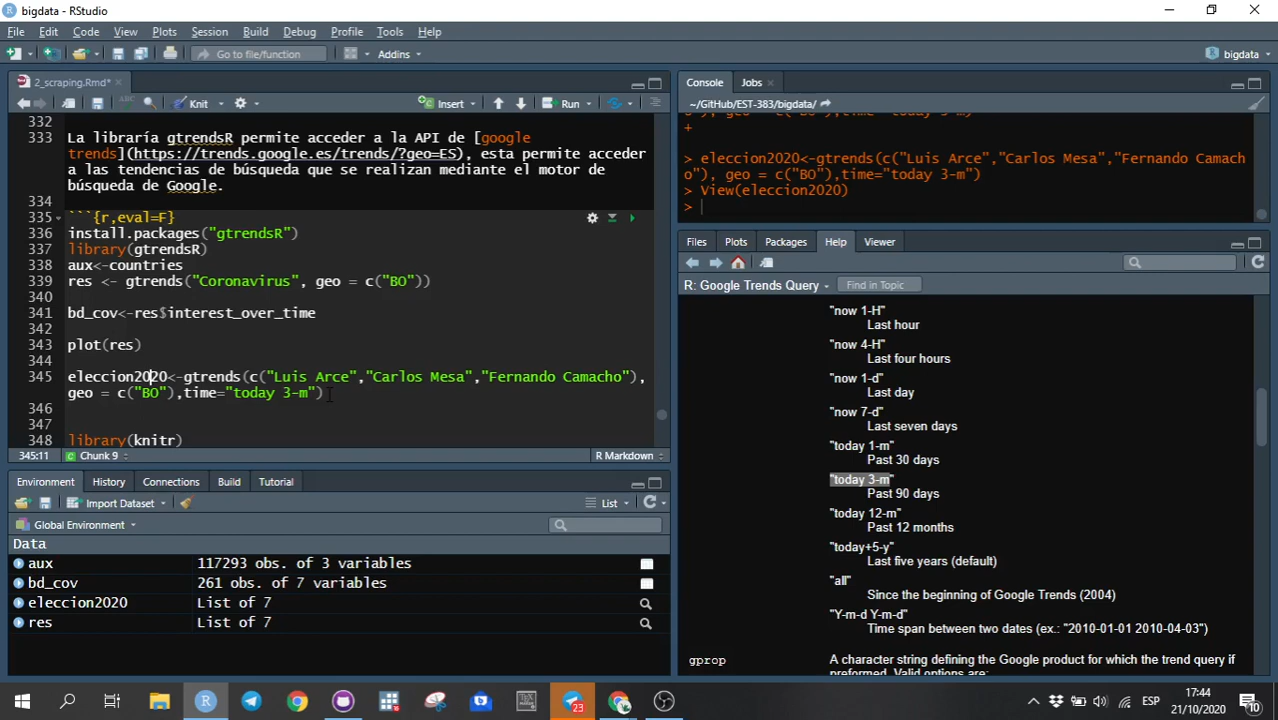 bigdata - RStudio
File Edit Code View Plots Session Build Debug Profile Tools Help
Go to file/function Addins bigdata
2_scraping.Rmd*
ABC Knit Insert Run
332
333 La librería gtrendsR permite acceder a la API de [google
trends](https://trends.google.es/trends/?geo=ES), esta permite acceder
a las tendencias de búsqueda que se realizan mediante el motor de
búsqueda de Google.
334
335 ```{r,eval=F}
336 install.packages("gtrendsR")
337 library(gtrendsR)
338 aux<-countries
339 res <- gtrends("Coronavirus", geo = c("BO"))
340
341 bd_cov<-res$interest_over_time
342
343 plot(res)
344
345 eleccion2020<-gtrends(c("Luis Arce","Carlos Mesa","Fernando Camacho"),
geo = c("BO"),time="today 3-m")
346
347
348 library(knitr)
345:11 Chunk 9 R Markdown
Environment History Connections Build Tutorial
Import Dataset List
Global Environment
Data
aux 117293 obs. of 3 variables
bd_cov 261 obs. of 7 variables
eleccion2020 List of 7
res List of 7
Console Jobs
~/GitHub/EST-383/bigdata/
o"), geo = c("BO"),time="today 3-m")
+
> eleccion2020<-gtrends(c("Luis Arce","Carlos Mesa","Fernando Camach
o"), geo = c("BO"),time="today 3-m")
> View(eleccion2020)
>
Files Plots Packages Help Viewer
R: Google Trends Query Find in Topic
"now 1-H"
Last hour
"now 4-H"
Last four hours
"now 1-d"
Last day
"now 7-d"
Last seven days
"today 1-m"
Past 30 days
"today 3-m"
Past 90 days
"today 12-m"
Past 12 months
"today+5-y"
Last five years (default)
"all"
Since the beginning of Google Trends (2004)
"Y-m-d Y-m-d"
Time span between two dates (ex.: "2010-01-01 2010-04-03")
gprop A character string defining the Google product for which the trend query if
preformed. Valid options are:
23
ESP
17:44
21/10/2020
10